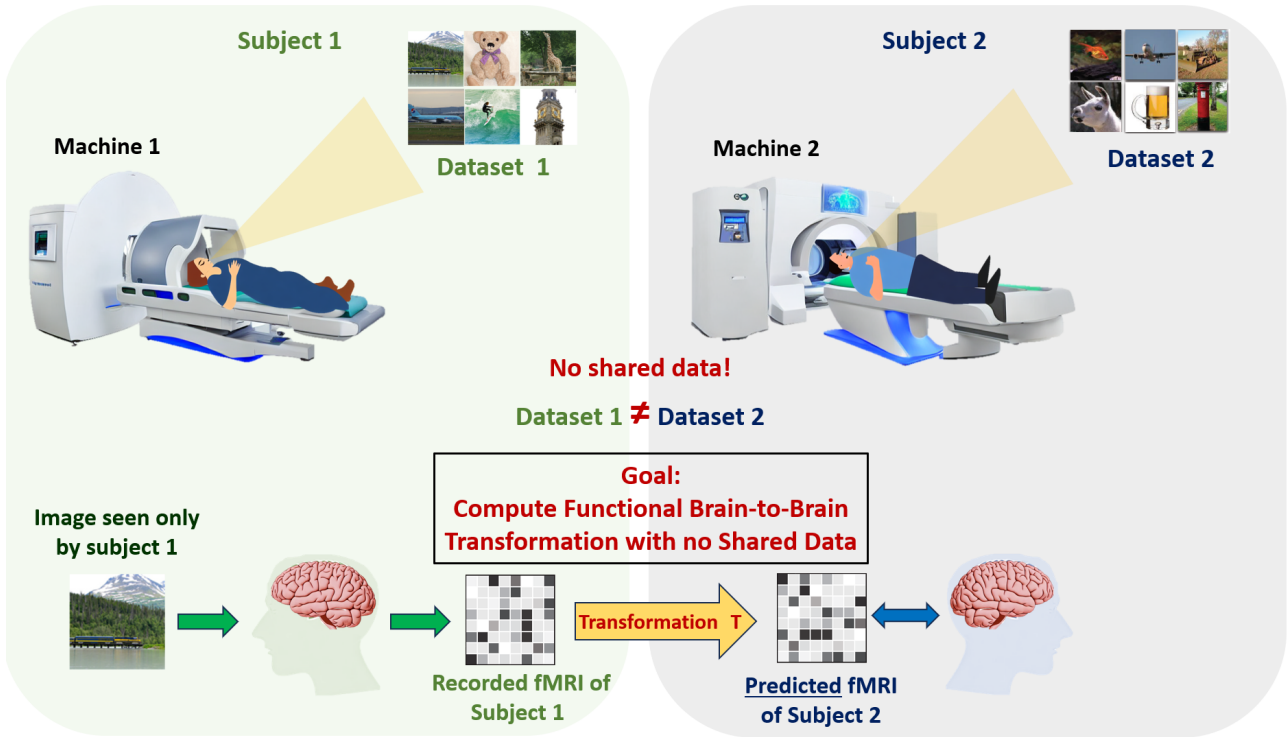 Subject 1
Machine 1
Dataset 1
Subject 2
Machine 2
Dataset 2
No shared data!
Dataset 1 ≠ Dataset 2
Goal:
Compute Functional Brain-to-Brain
Transformation with no Shared Data
Image seen only
by subject 1
Transformation T
Recorded fMRI of
Subject 1
Predicted fMRI
of Subject 2